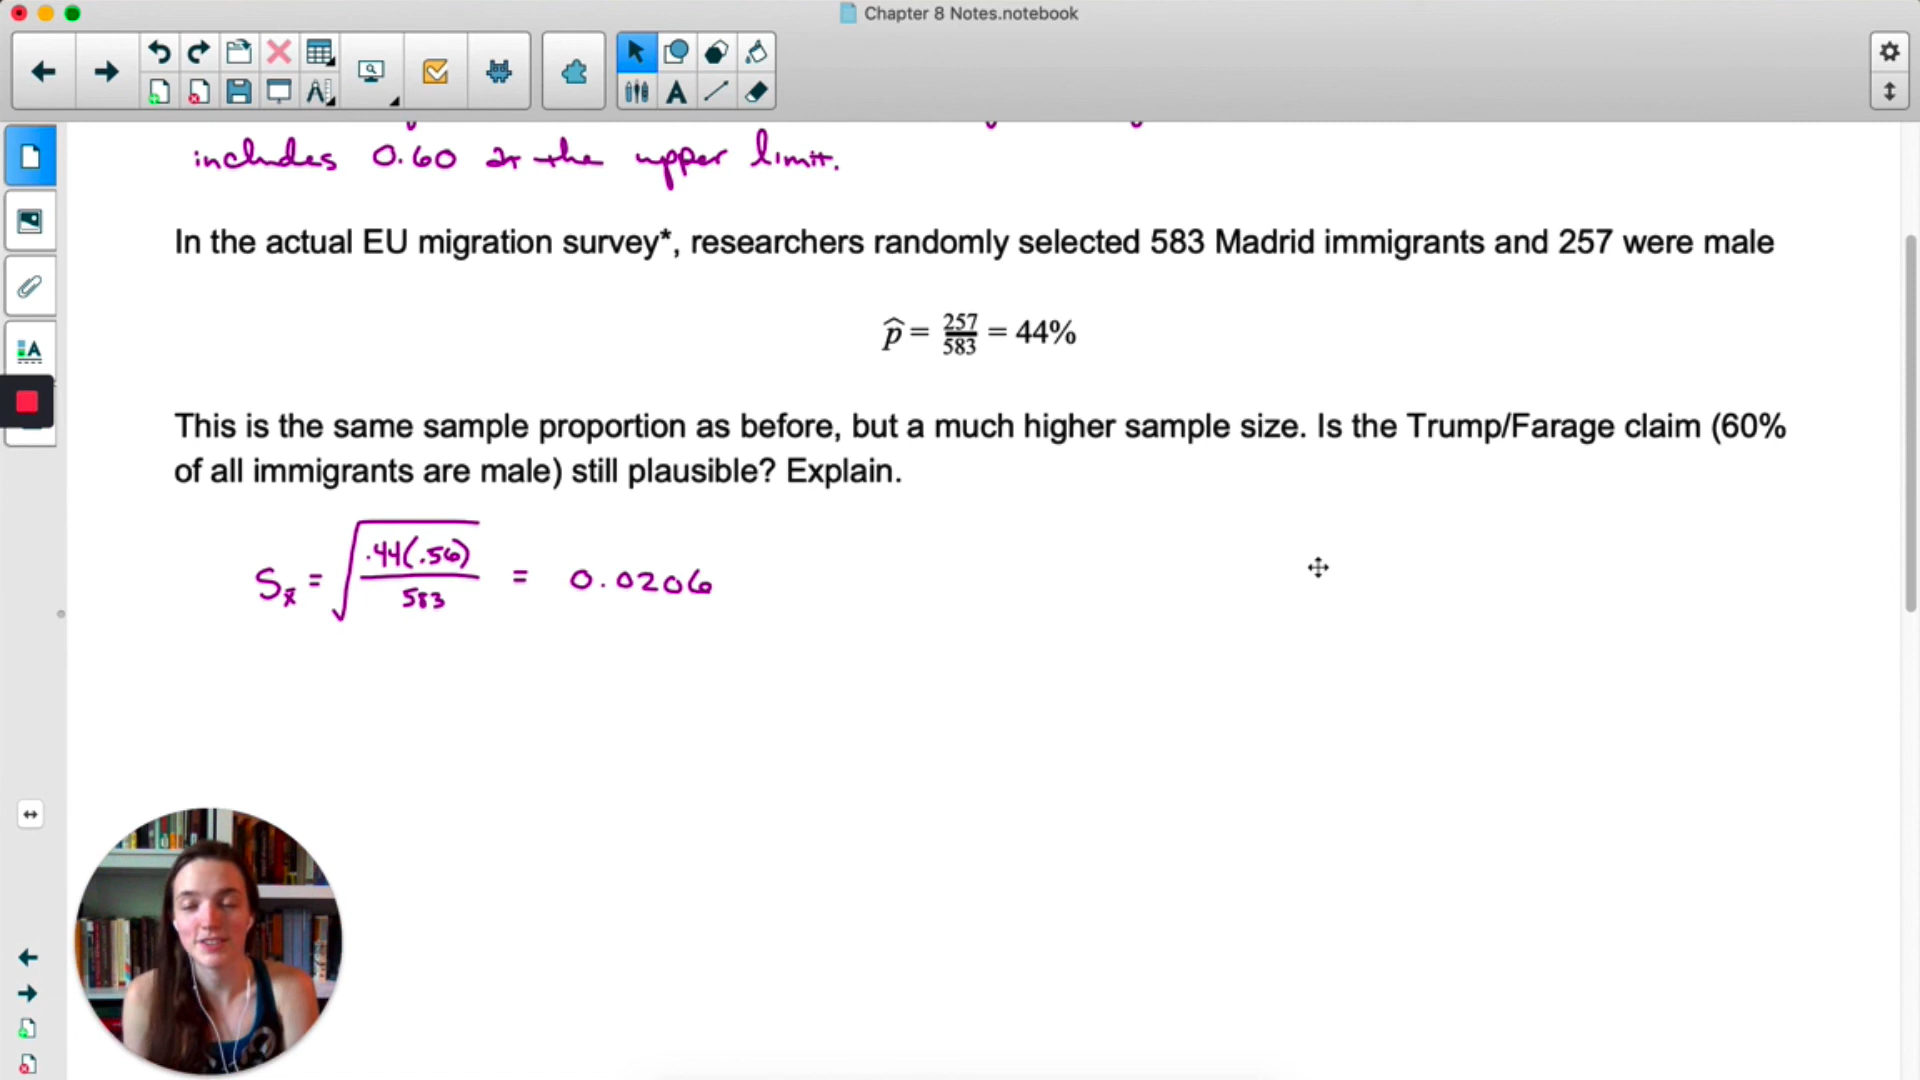 Chapter 8 Notes.notebook
includes 0.60 at the upper limit.
In the actual EU migration survey*, researchers randomly selected 583 Madrid immigrants and 257 were male
p̂ = 257/583 = 44%
This is the same sample proportion as before, but a much higher sample size. Is the Trump/Farage claim (60%
of all immigrants are male) still plausible? Explain.
S_x̄ = √(.44(.56)/583) = 0.0206